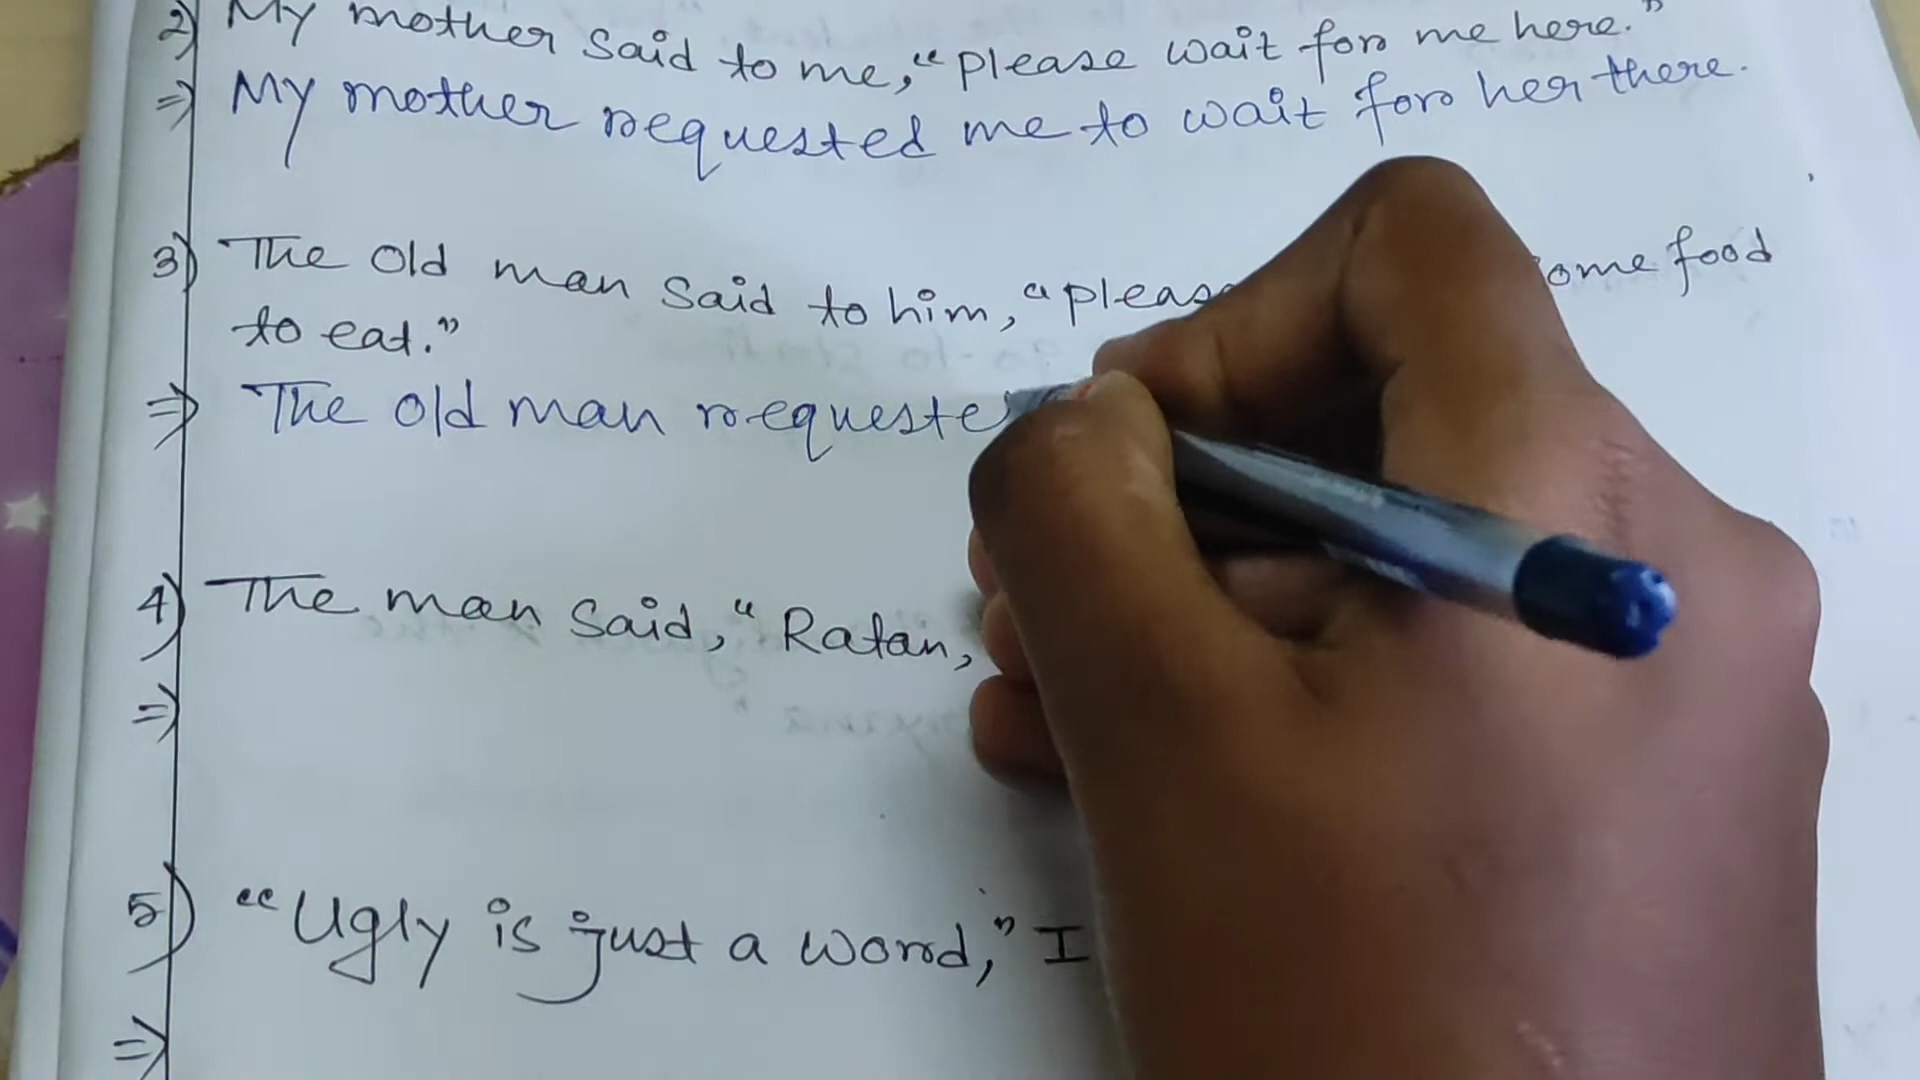 2) My mother said to me, "please wait for me here."
=> My mother requested me to wait for her there.
3) The old man said to him, "please some food
to eat."
=> The old man requested
4) The man said, "Ratan,
=>
5) "Ugly is just a word," I
=>